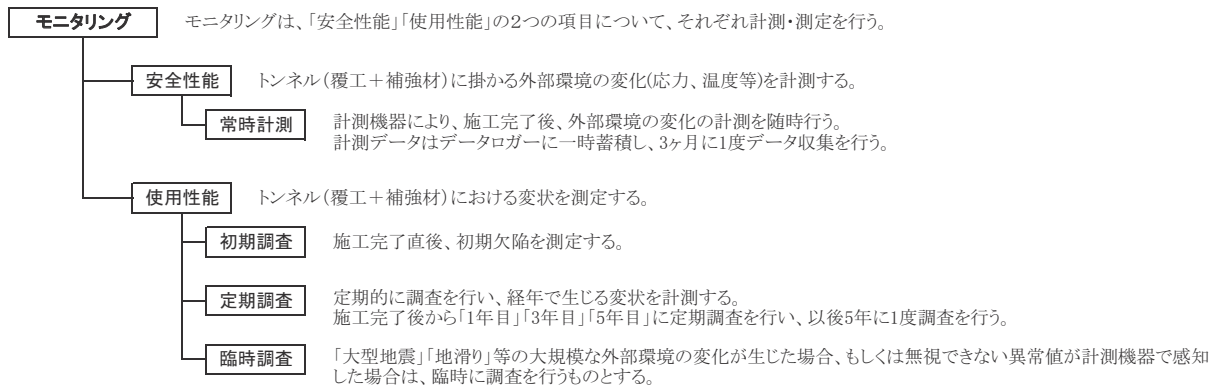 モニタリング
モニタリングは、「安全性能」「使用性能」の２つの項目について、それぞれ計測・測定を行う。
安全性能
トンネル（覆工＋補強材）に掛かる外部環境の変化(応力、温度等)を計測する。
常時計測
計測機器により、施工完了後、外部環境の変化の計測を随時行う。
計測データはデータロガーに一時蓄積し、3ヶ月に1度データ収集を行う。
使用性能
トンネル（覆工＋補強材）における変状を測定する。
初期調査
施工完了直後、初期欠陥を測定する。
定期調査
定期的に調査を行い、経年で生じる変状を計測する。
施工完了後から「1年目」「3年目」「5年目」に定期調査を行い、以後5年に1度調査を行う。
臨時調査
「大型地震」「地滑り」等の大規模な外部環境の変化が生じた場合、もしくは無視できない異常値が計測機器で感知
した場合は、臨時に調査を行うものとする。